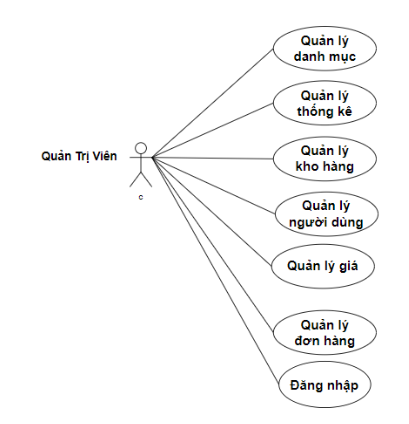 Quản lý
danh mục
Quản lý
thống kê
Quản lý
kho hàng
Quản Trị Viên
c
Quản lý
người dùng
Quản lý giá
Quản lý
đơn hàng
Đăng nhập